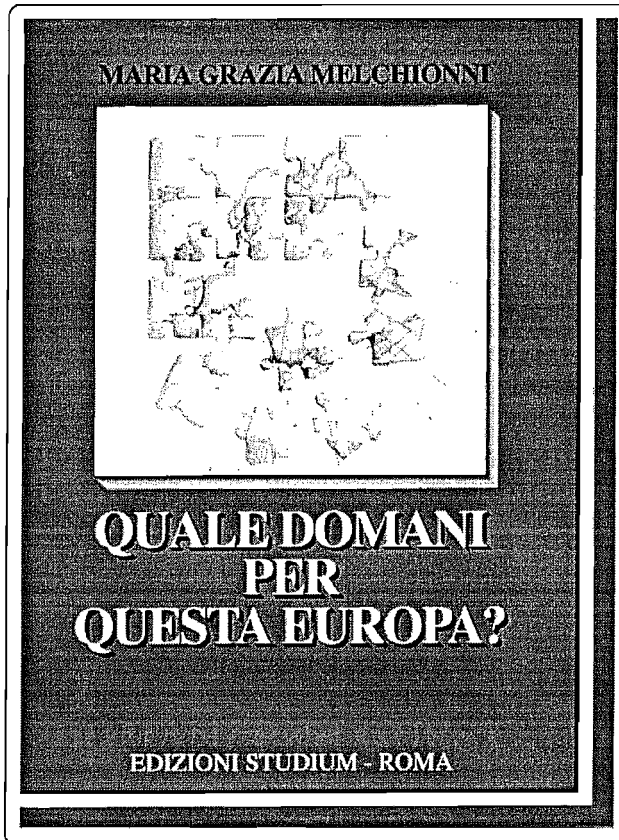 MARIA GRAZIA MELCHIONNI
QUALE DOMANI
PER
QUESTA EUROPA?
EDIZIONI STUDIUM - ROMA